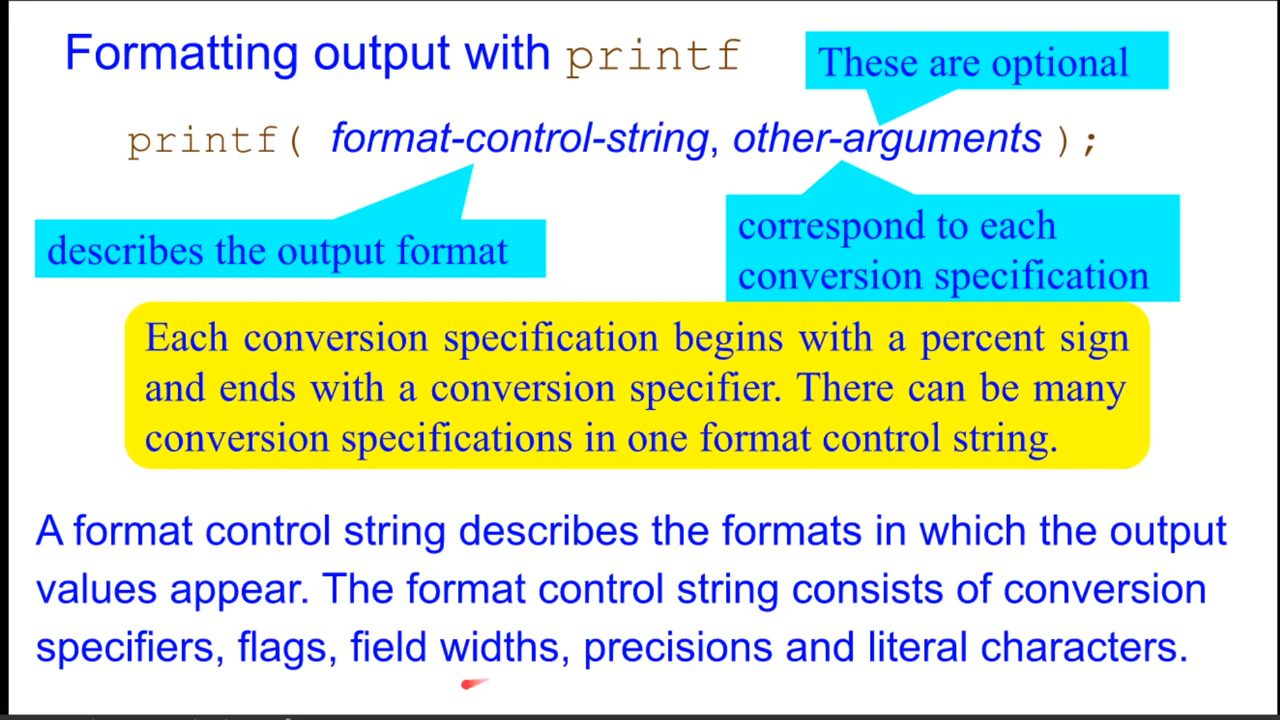 Formatting output with printf
These are optional
printf( format-control-string, other-arguments );
describes the output format
correspond to each
conversion specification
Each conversion specification begins with a percent sign
and ends with a conversion specifier. There can be many
conversion specifications in one format control string.
A format control string describes the formats in which the output
values appear. The format control string consists of conversion
specifiers, flags, field widths, precisions and literal characters.